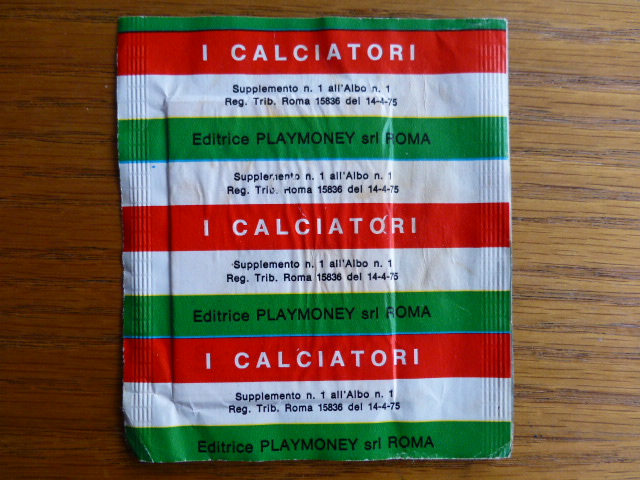 I CALCIATORI
Supplemento n. 1 all'Albo n. 1
Reg. Trib. Roma 15836 del 14-4-75
Editrice PLAYMONEY srl ROMA
Supplemento n. 1 all'Albo n. 1
Reg. Trib. Roma 15836 del 14-4-75
I CALCIATORI
Supplemento n. 1 all'Albo n. 1
Reg. Trib. Roma 15836 del 14-4-75
Editrice PLAYMONEY srl ROMA
I CALCIATORI
Supplemento n. 1 all'Albo n. 1
Reg. Trib. Roma 15836 del 14-4-75
Editrice PLAYMONEY srl ROMA